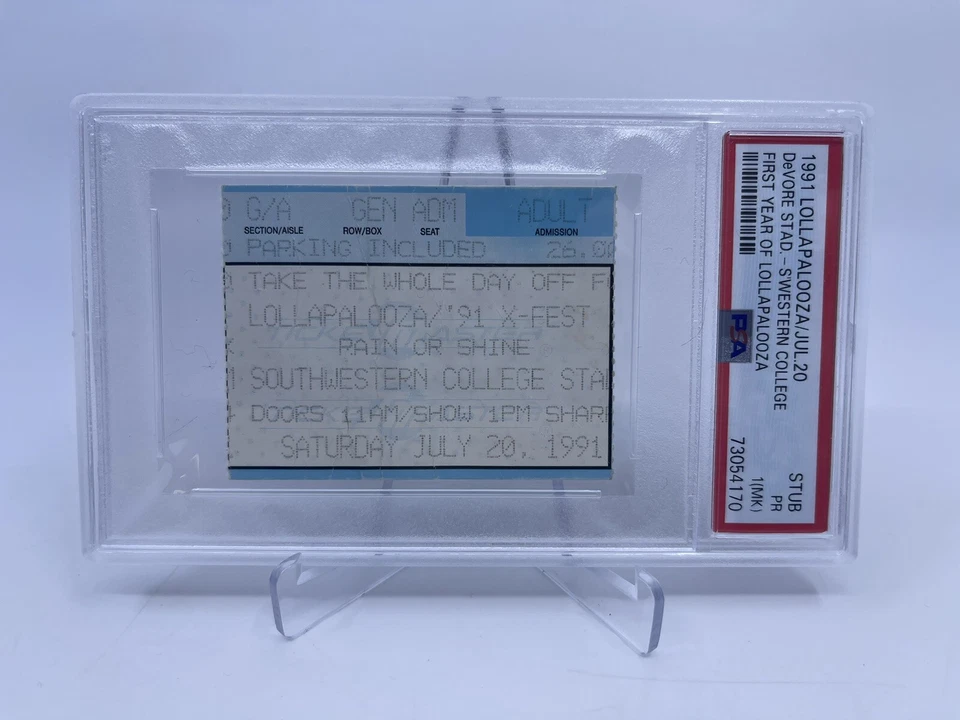 G/A GEN ADM ADULT
SECTION/AISLE ROW/BOX SEAT ADMISSION
PARKING INCLUDED 26.00
TAKE THE WHOLE DAY OFF FO
LOLLAPALOOZA/'91 X-FEST
RAIN OR SHINE
SOUTHWESTERN COLLEGE STA
DOORS 11AM/SHOW 1PM SHAR
SATURDAY JULY 20, 1991
1991 LOLLAPALOOZA/JUL.20
DeVORE STAD.-S'WESTERN COLLEGE
FIRST YEAR OF LOLLAPALOOZA
PSA
STUB
PR
1(MK)
73054170